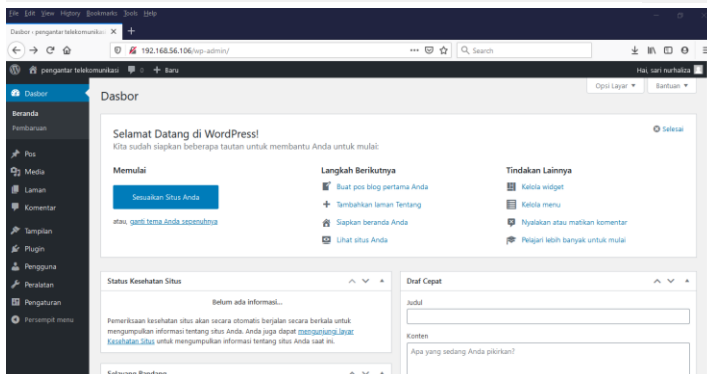 File Edit View History Bookmarks Tools Help
Dasbor ‹ pengantar telekomunikasi
192.168.56.106/wp-admin/
Search
pengantar telekomunikasi 0 + Baru
Hai, sari nurhaliza
Dasbor
Beranda
Pembaruan
Pos
Media
Laman
Komentar
Tampilan
Plugin
Pengguna
Peralatan
Pengaturan
Persempit menu
Opsi Layar
Bantuan
Dasbor
Selamat Datang di WordPress!
Kita sudah siapkan beberapa tautan untuk membantu Anda untuk mulai:
Selesai
Memulai
Sesuaikan Situs Anda
atau, ganti tema Anda sepenuhnya
Langkah Berikutnya
Buat pos blog pertama Anda
Tambahkan laman Tentang
Siapkan beranda Anda
Lihat situs Anda
Tindakan Lainnya
Kelola widget
Kelola menu
Nyalakan atau matikan komentar
Pelajari lebih banyak untuk mulai
Status Kesehatan Situs
Belum ada informasi...
Pemeriksaan kesehatan situs akan secara otomatis berjalan secara berkala untuk
mengumpulkan informasi tentang situs Anda. Anda juga dapat mengunjungi layar
Kesehatan Situs untuk mengumpulkan informasi tentang situs Anda saat ini.
Selayang Pandang
Draf Cepat
Judul
Konten
Apa yang sedang Anda pikirkan?